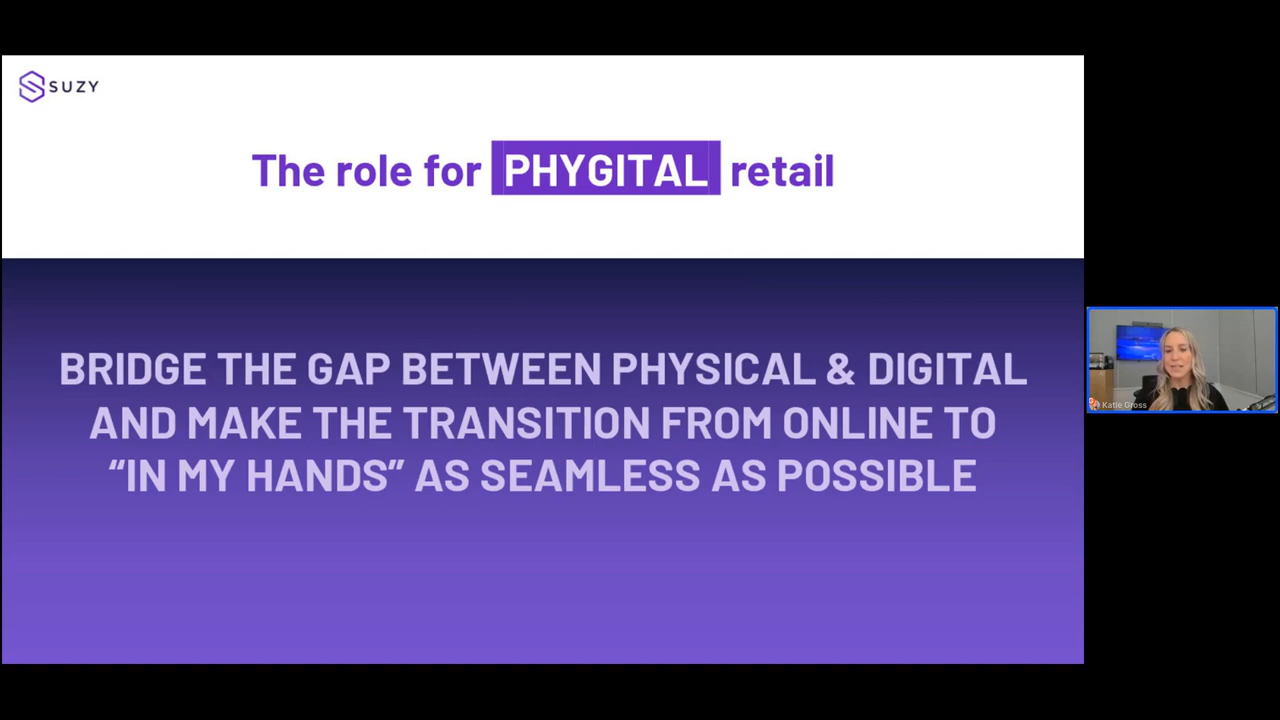 SUZY
The role for PHYGITAL retail
BRIDGE THE GAP BETWEEN PHYSICAL & DIGITAL
AND MAKE THE TRANSITION FROM ONLINE TO
“IN MY HANDS” AS SEAMLESS AS POSSIBLE
Katie Gross